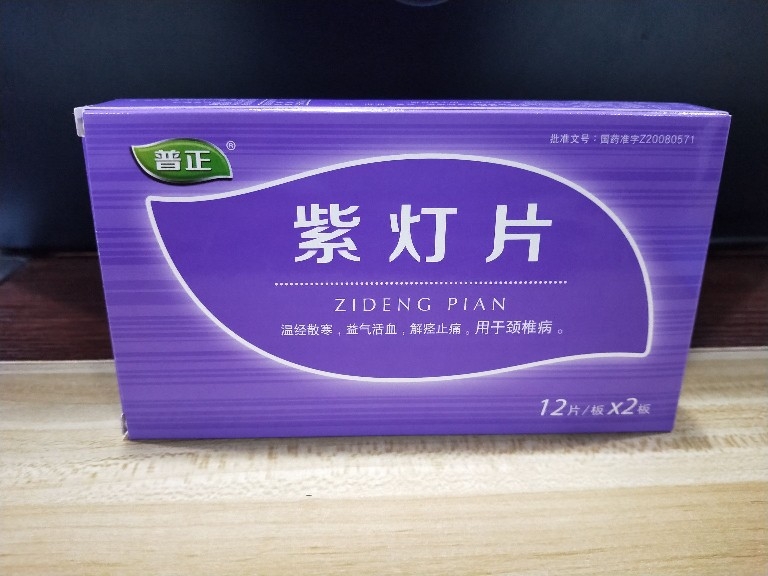 普正®
批准文号：国药准字Z20080571
紫灯片
ZIDENG PIAN
温经散寒，益气活血，解痉止痛。用于颈椎病。
12片/板x2板